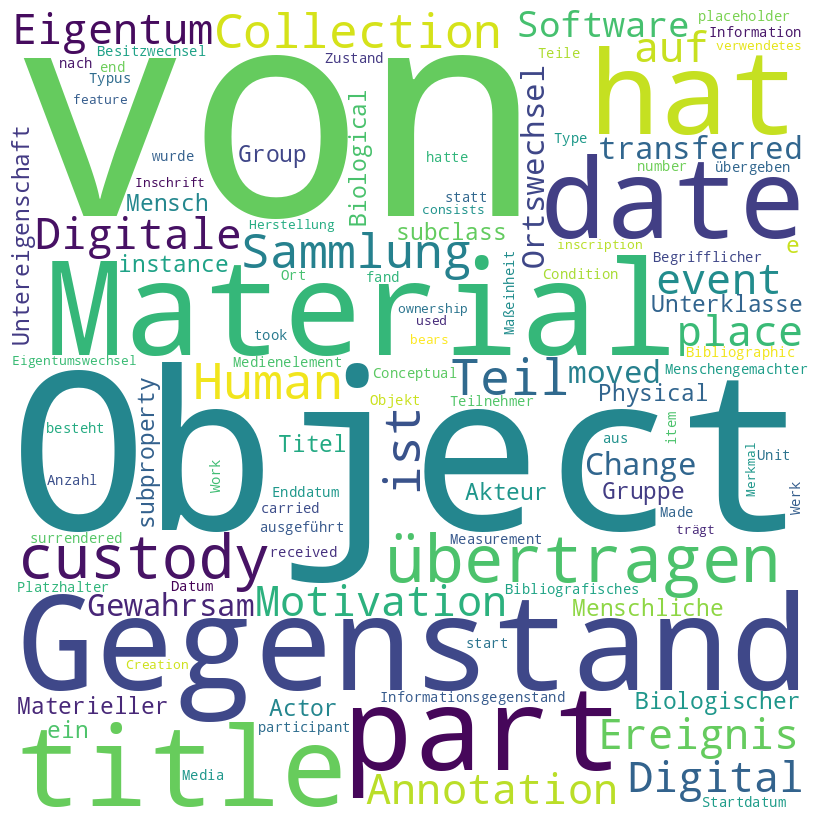 Eigentum
Collection
Software
placeholder
Information
Besitzwechsel
Zustand
Teile
auf
verwendetes
nach
end
Typus
feature
von
hat
Untereigenschaft
wurde
Group
Biological
hatte
Ortswechsel
Type
transferred
number
übergeben
Inschrift
Mensch
statt
consists
date
Digitale
Herstellung
subclass
Sammlung
inscription
e
instance
Begrifflicher
Material
Ort
fand
Maßeinheit
Condition
event
Unterklasse
ownership
used
took
bears
place
Eigentumswechsel
Medienelement
Bibliographic
Human
Conceptual
Teil
moved
Menschengemachter
Object
subproperty
Objekt
Teilnehmer
Physical
ist
besteht
Work
Titel
aus
item
Merkmal
Unit
Change
Anzahl
Enddatum
Akteur
Gruppe
Werk
carried
Made
ausgeführt
trägt
surrendered
custody
received
Measurement
übertragen
Platzhalter
Datum
Gewahrsam
Motivation
Bibliografisches
Menschliche
Gegenstand
start
Creation
Materieller
Actor
Informationsgegenstand
Biologischer
ein
participant
part
Ereignis
title
Media
Annotation
Digital
Startdatum